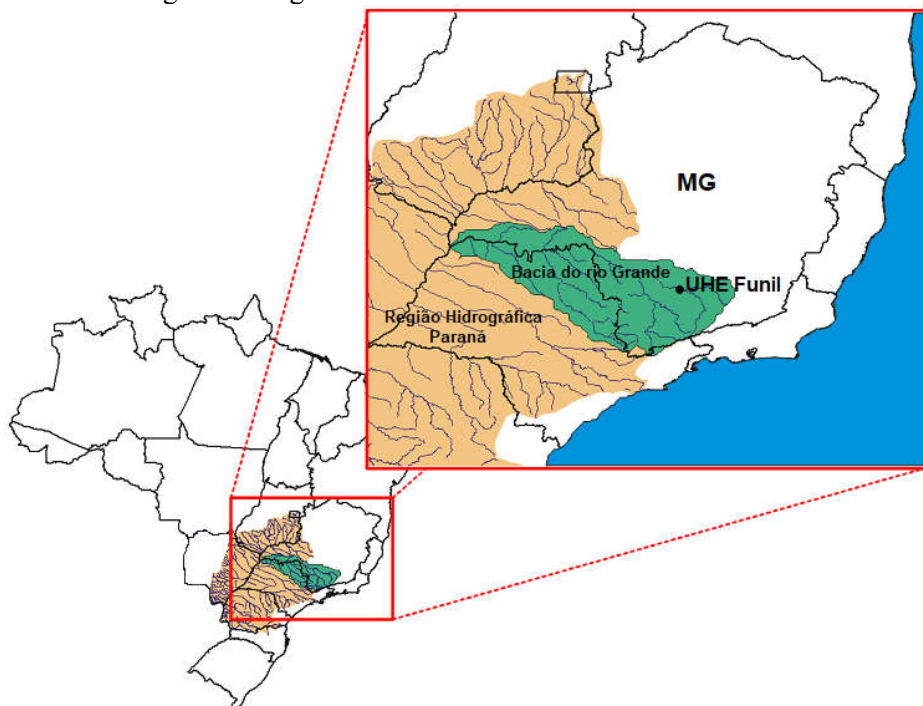 MG
Bacia do rio Grande
UHE Funil
Região Hidrográfica
Paraná